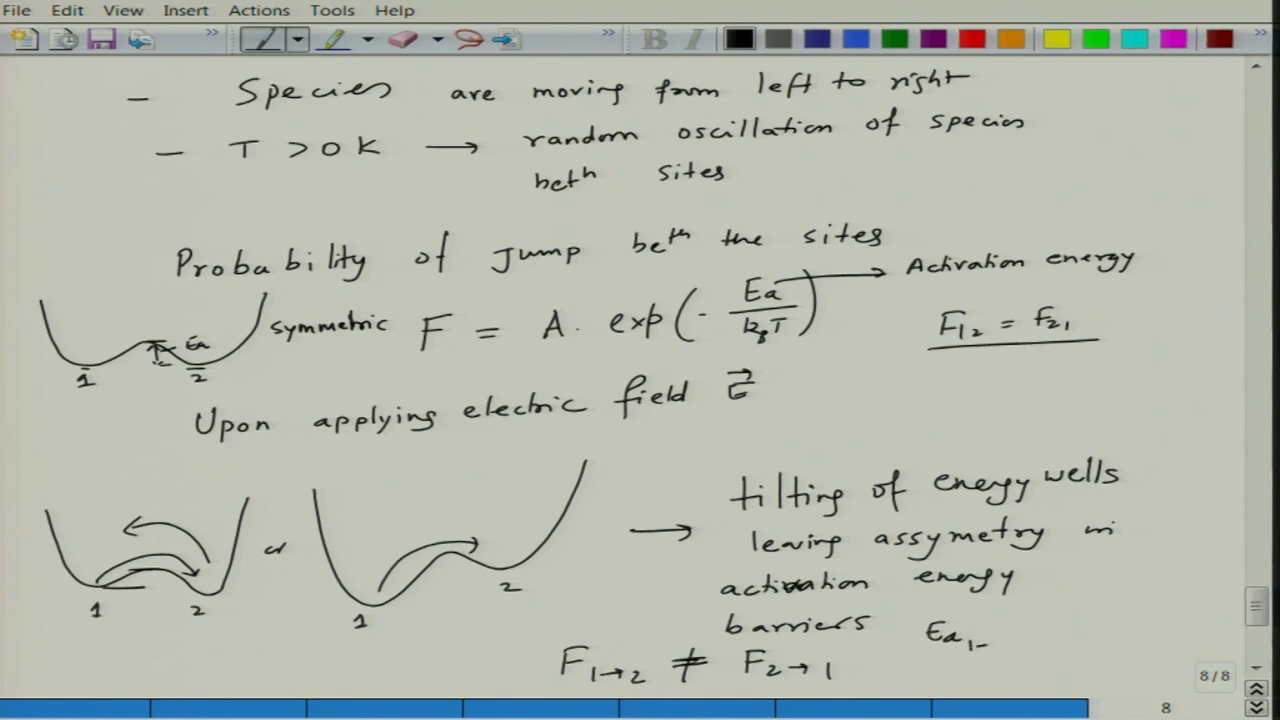 File Edit View Insert Actions Tools Help
- Species are moving from left to right
- T > 0 K → random oscillation of species
betn sites
Probability of Jump betn the sites
symmetric F = A. exp(- Ea/kBT) → Activation energy
F12 = F21
Ea
1 2
Upon applying electric field E
1 2 or 1 2
→ tilting of energy wells
leaving assymetry in
activation energy
barriers Ea1-
F1→2 ≠ F2→1
8/8
8